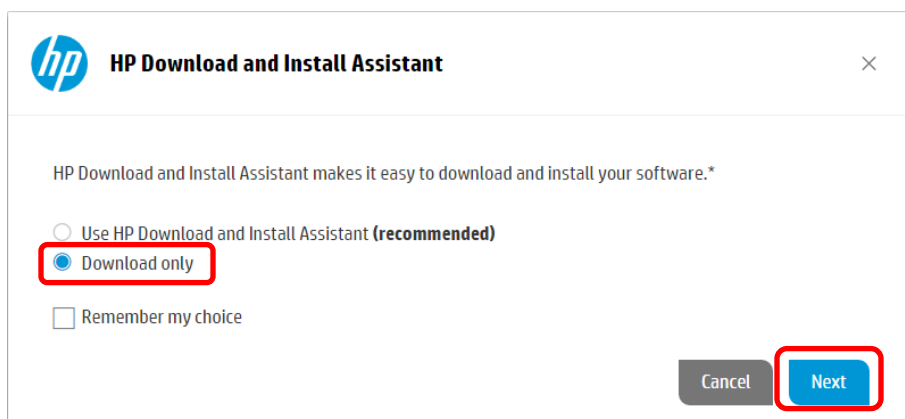 hp HP Download and Install Assistant
HP Download and Install Assistant makes it easy to download and install your software.*
Use HP Download and Install Assistant (recommended)
Download only
Remember my choice
Cancel Next